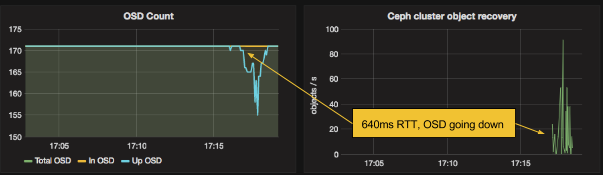 OSD Count
Ceph cluster object recovery
175
170
165
160
155
150
17:05
17:10
17:15
Total OSD
In OSD
Up OSD
objects / s
100
80
60
40
20
0
17:05
17:10
17:15
640ms RTT, OSD going down